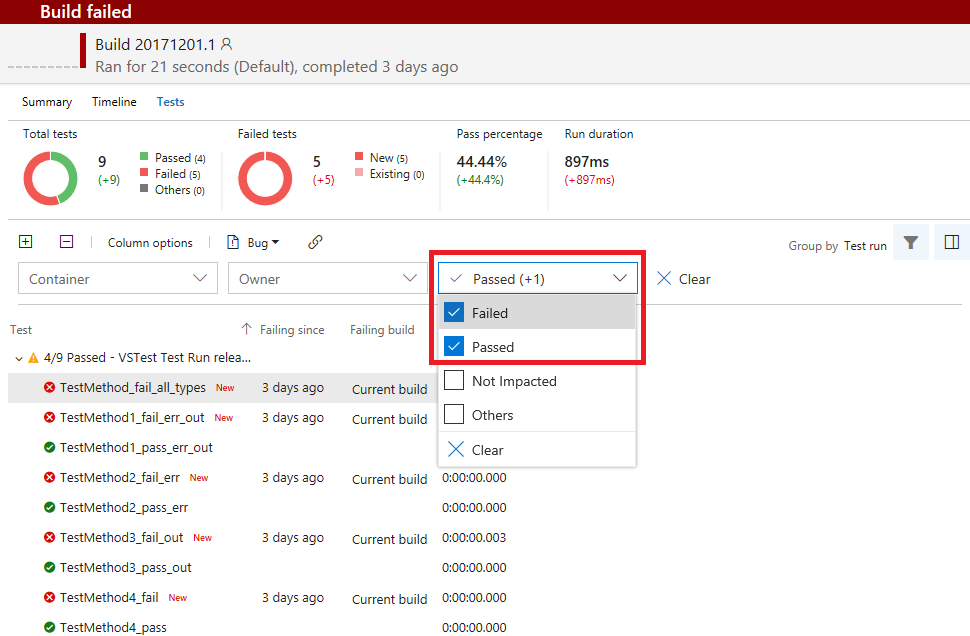 Build failed
Build 20171201.1
Ran for 21 seconds (Default), completed 3 days ago
Summary Timeline Tests
Total tests Failed tests Pass percentage Run duration
9 Passed (4) 5 New (5) 44.44% 897ms
(+9) Failed (5) (+5) Existing (0) (+44.4%) (+897ms)
Others (0)
Column options Bug Group by Test run
Container Owner Passed (+1) Clear
Failed
Test Failing since Failing build
Passed
4/9 Passed - VSTest Test Run relea...
Not Impacted
TestMethod_fail_all_types New 3 days ago Current build
Others
TestMethod1_fail_err_out New 3 days ago Current build
Clear
TestMethod1_pass_err_out
TestMethod2_fail_err New 3 days ago Current build 0:00:00.000
TestMethod2_pass_err 0:00:00.000
TestMethod3_fail_out New 3 days ago Current build 0:00:00.003
TestMethod3_pass_out 0:00:00.000
TestMethod4_fail New 3 days ago Current build 0:00:00.000
TestMethod4_pass 0:00:00.000